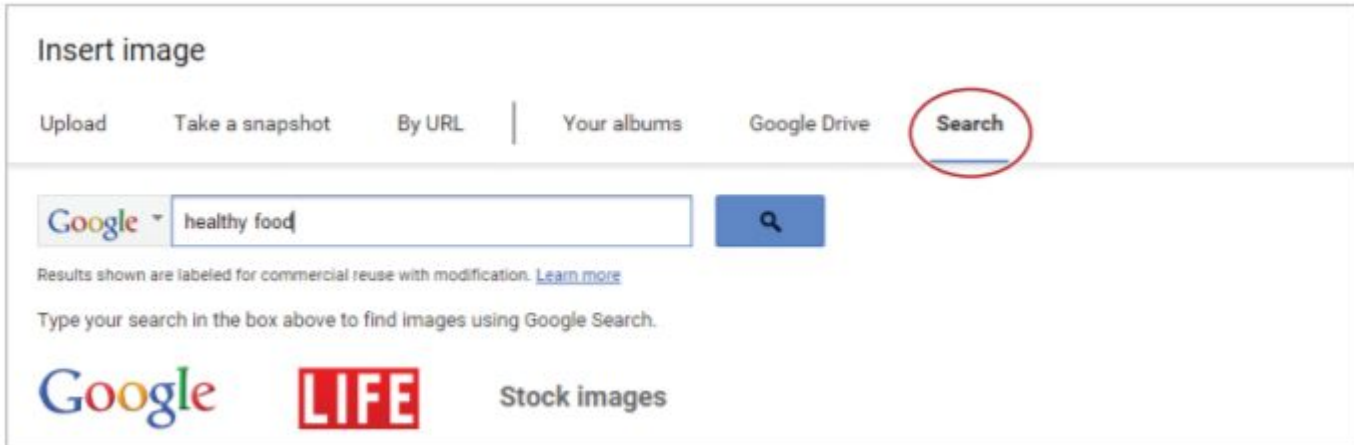 Insert image
Upload Take a snapshot By URL Your albums Google Drive Search
Google healthy food
Results shown are labeled for commercial reuse with modification. Learn more
Type your search in the box above to find images using Google Search.
Google LIFE Stock images